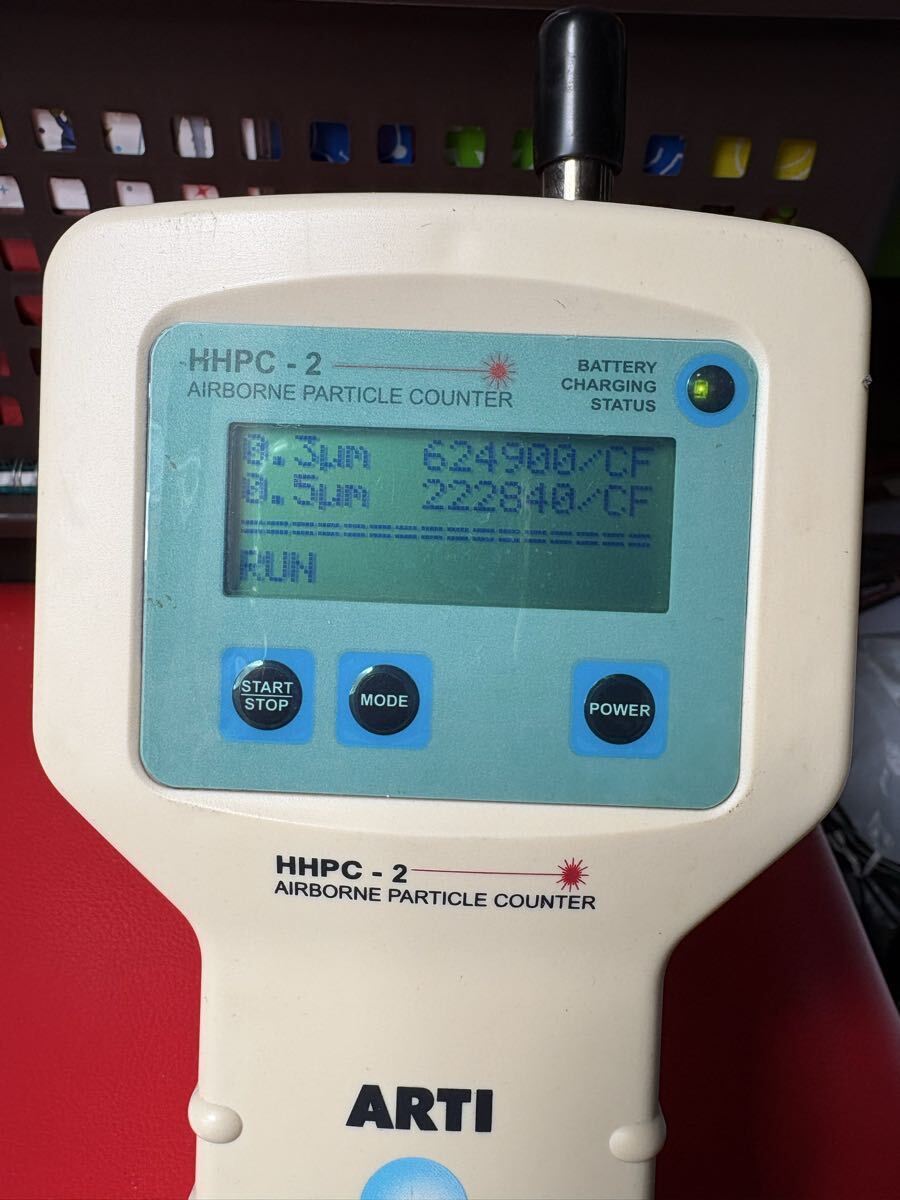 HHPC - 2
AIRBORNE PARTICLE COUNTER
BATTERY
CHARGING
STATUS
0.3µm 624900/CF
0.5µm 222840/CF
================
RUN
START
STOP
MODE
POWER
HHPC - 2
AIRBORNE PARTICLE COUNTER
ARTI